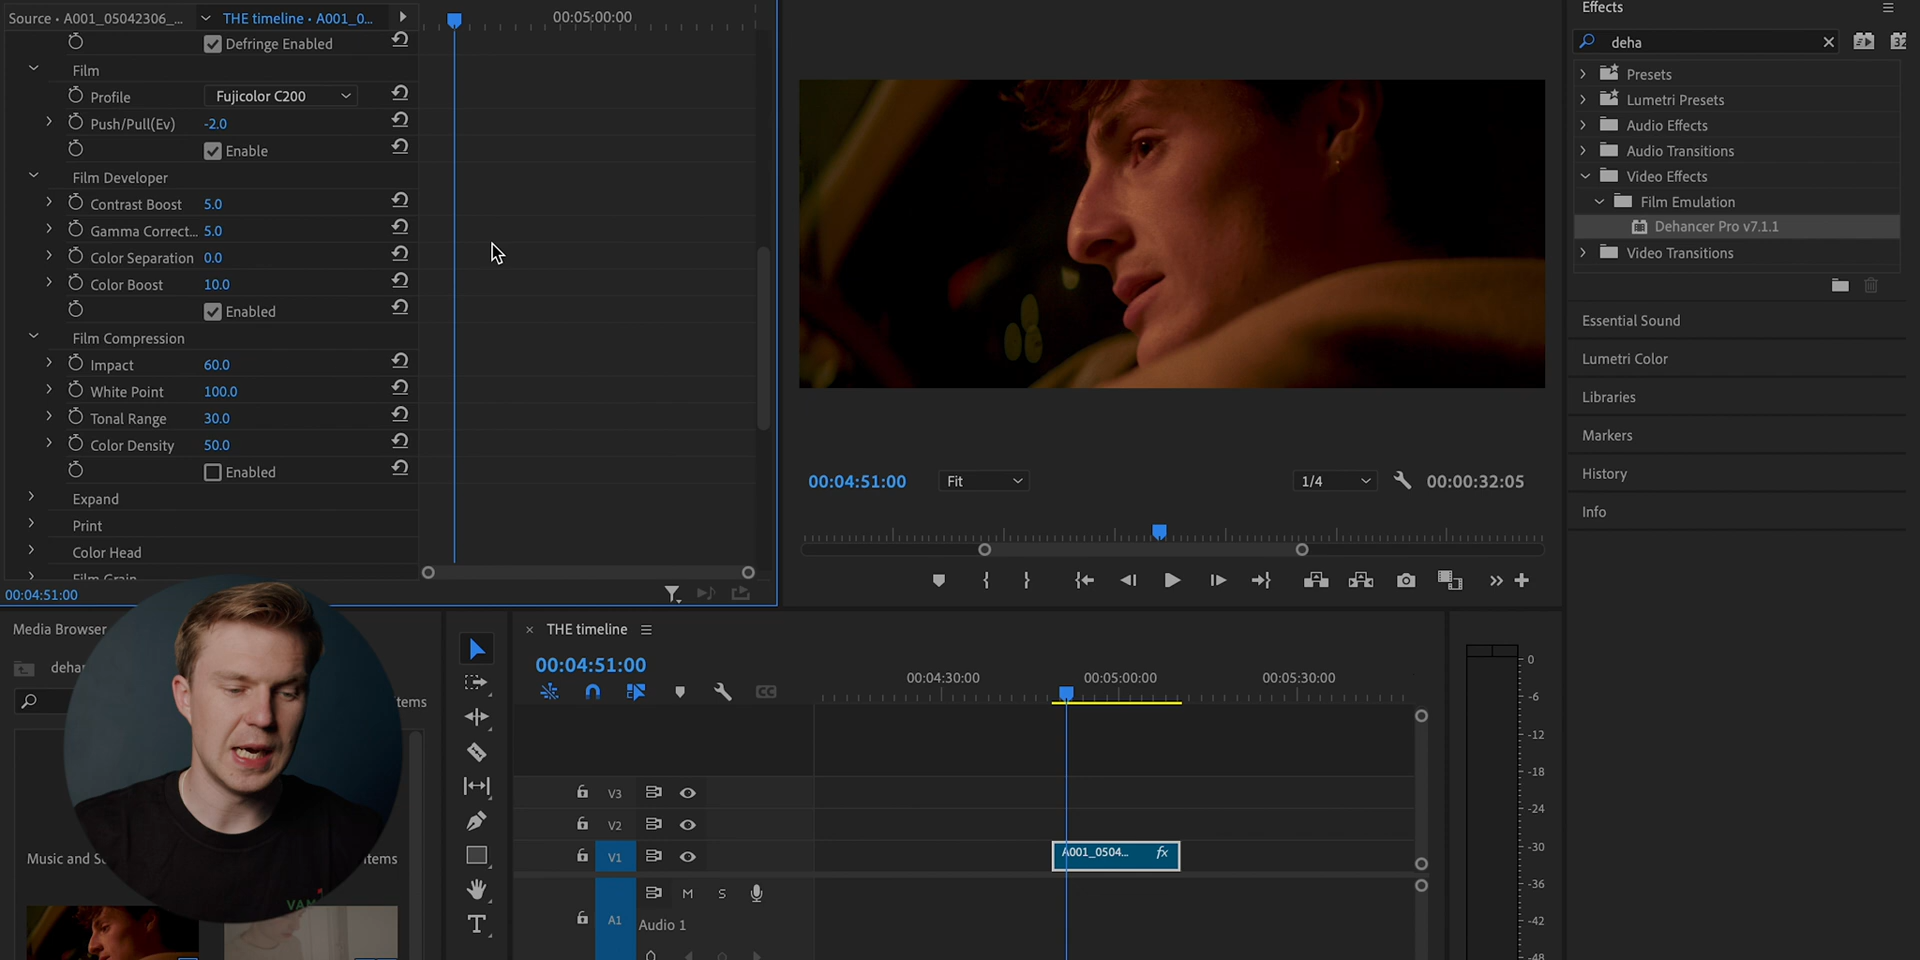 Source • A001_05042306_...
THE timeline • A001_0...
00:05:00:00
Defringe Enabled
Film
Profile
Fujicolor C200
Push/Pull(Ev)
-2.0
Enable
Film Developer
Contrast Boost
5.0
Gamma Correct...
5.0
Color Separation
0.0
Color Boost
10.0
Enabled
Film Compression
Impact
60.0
White Point
100.0
Tonal Range
30.0
Color Density
50.0
Enabled
Expand
Print
Color Head
Film Grain
00:04:51:00
00:04:51:00
Fit
1/4
00:00:32:05
Effects
deha
32
Presets
Lumetri Presets
Audio Effects
Audio Transitions
Video Effects
Film Emulation
Dehancer Pro v7.1.1
Video Transitions
Essential Sound
Lumetri Color
Libraries
Markers
History
Info
Media Browser
deha
tems
Music and S
items
VAN
THE timeline
00:04:51:00
CC
00:04:30:00
00:05:00:00
00:05:30:00
V3
V2
V1
A001_0504...
fx
M
S
A1
Audio 1
T
0
-6
-12
-18
-24
-30
-36
-42
-48